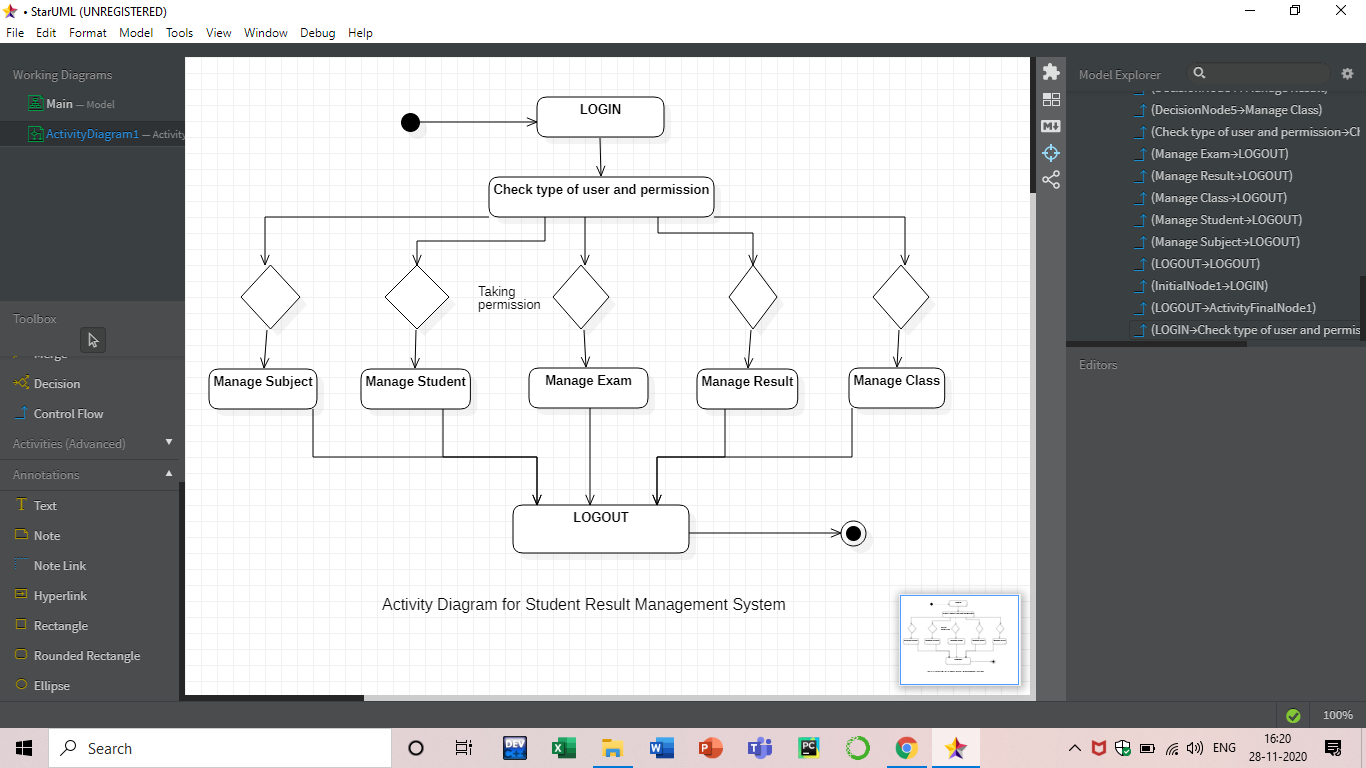 • StarUML (UNREGISTERED)
File Edit Format Model Tools View Window Debug Help
Working Diagrams
Main — Model
ActivityDiagram1 — Activity
Toolbox
Merge
Decision
Control Flow
Activities (Advanced)
Annotations
Text
Note
Note Link
Hyperlink
Rectangle
Rounded Rectangle
Ellipse
LOGIN
Check type of user and permission
Taking
permission
Manage Subject
Manage Student
Manage Exam
Manage Result
Manage Class
LOGOUT
Activity Diagram for Student Result Management System
Model Explorer
(DecisionNode5→Manage Class)
(Check type of user and permission→Ch
(Manage Exam→LOGOUT)
(Manage Result→LOGOUT)
(Manage Class→LOGOUT)
(Manage Student→LOGOUT)
(Manage Subject→LOGOUT)
(LOGOUT→LOGOUT)
(InitialNode1→LOGIN)
(LOGOUT→ActivityFinalNode1)
(LOGIN→Check type of user and permis
Editors
100%
Search
DEV
ENG
16:20
28-11-2020